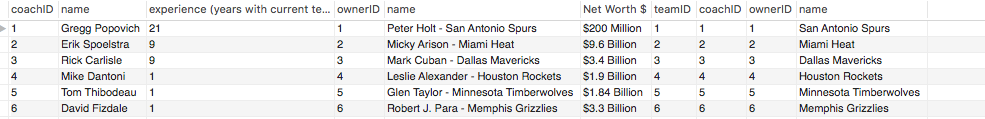 coachID name experience (years with current te... ownerID name Net Worth $ teamID coachID ownerID name
1 Gregg Popovich 21 1 Peter Holt - San Antonio Spurs $200 Million 1 1 1 San Antonio Spurs
2 Erik Spoelstra 9 2 Micky Arison - Miami Heat $9.6 Billion 2 2 2 Miami Heat
3 Rick Carlisle 9 3 Mark Cuban - Dallas Mavericks $3.4 Billion 3 3 3 Dallas Mavericks
4 Mike Dantoni 1 4 Leslie Alexander - Houston Rockets $1.9 Billion 4 4 4 Houston Rockets
5 Tom Thibodeau 1 5 Glen Taylor - Minnesota Timberwolves $1.84 Billion 5 5 5 Minnesota Timberwolves
6 David Fizdale 1 6 Robert J. Para - Memphis Grizzlies $3.3 Billion 6 6 6 Memphis Grizzlies